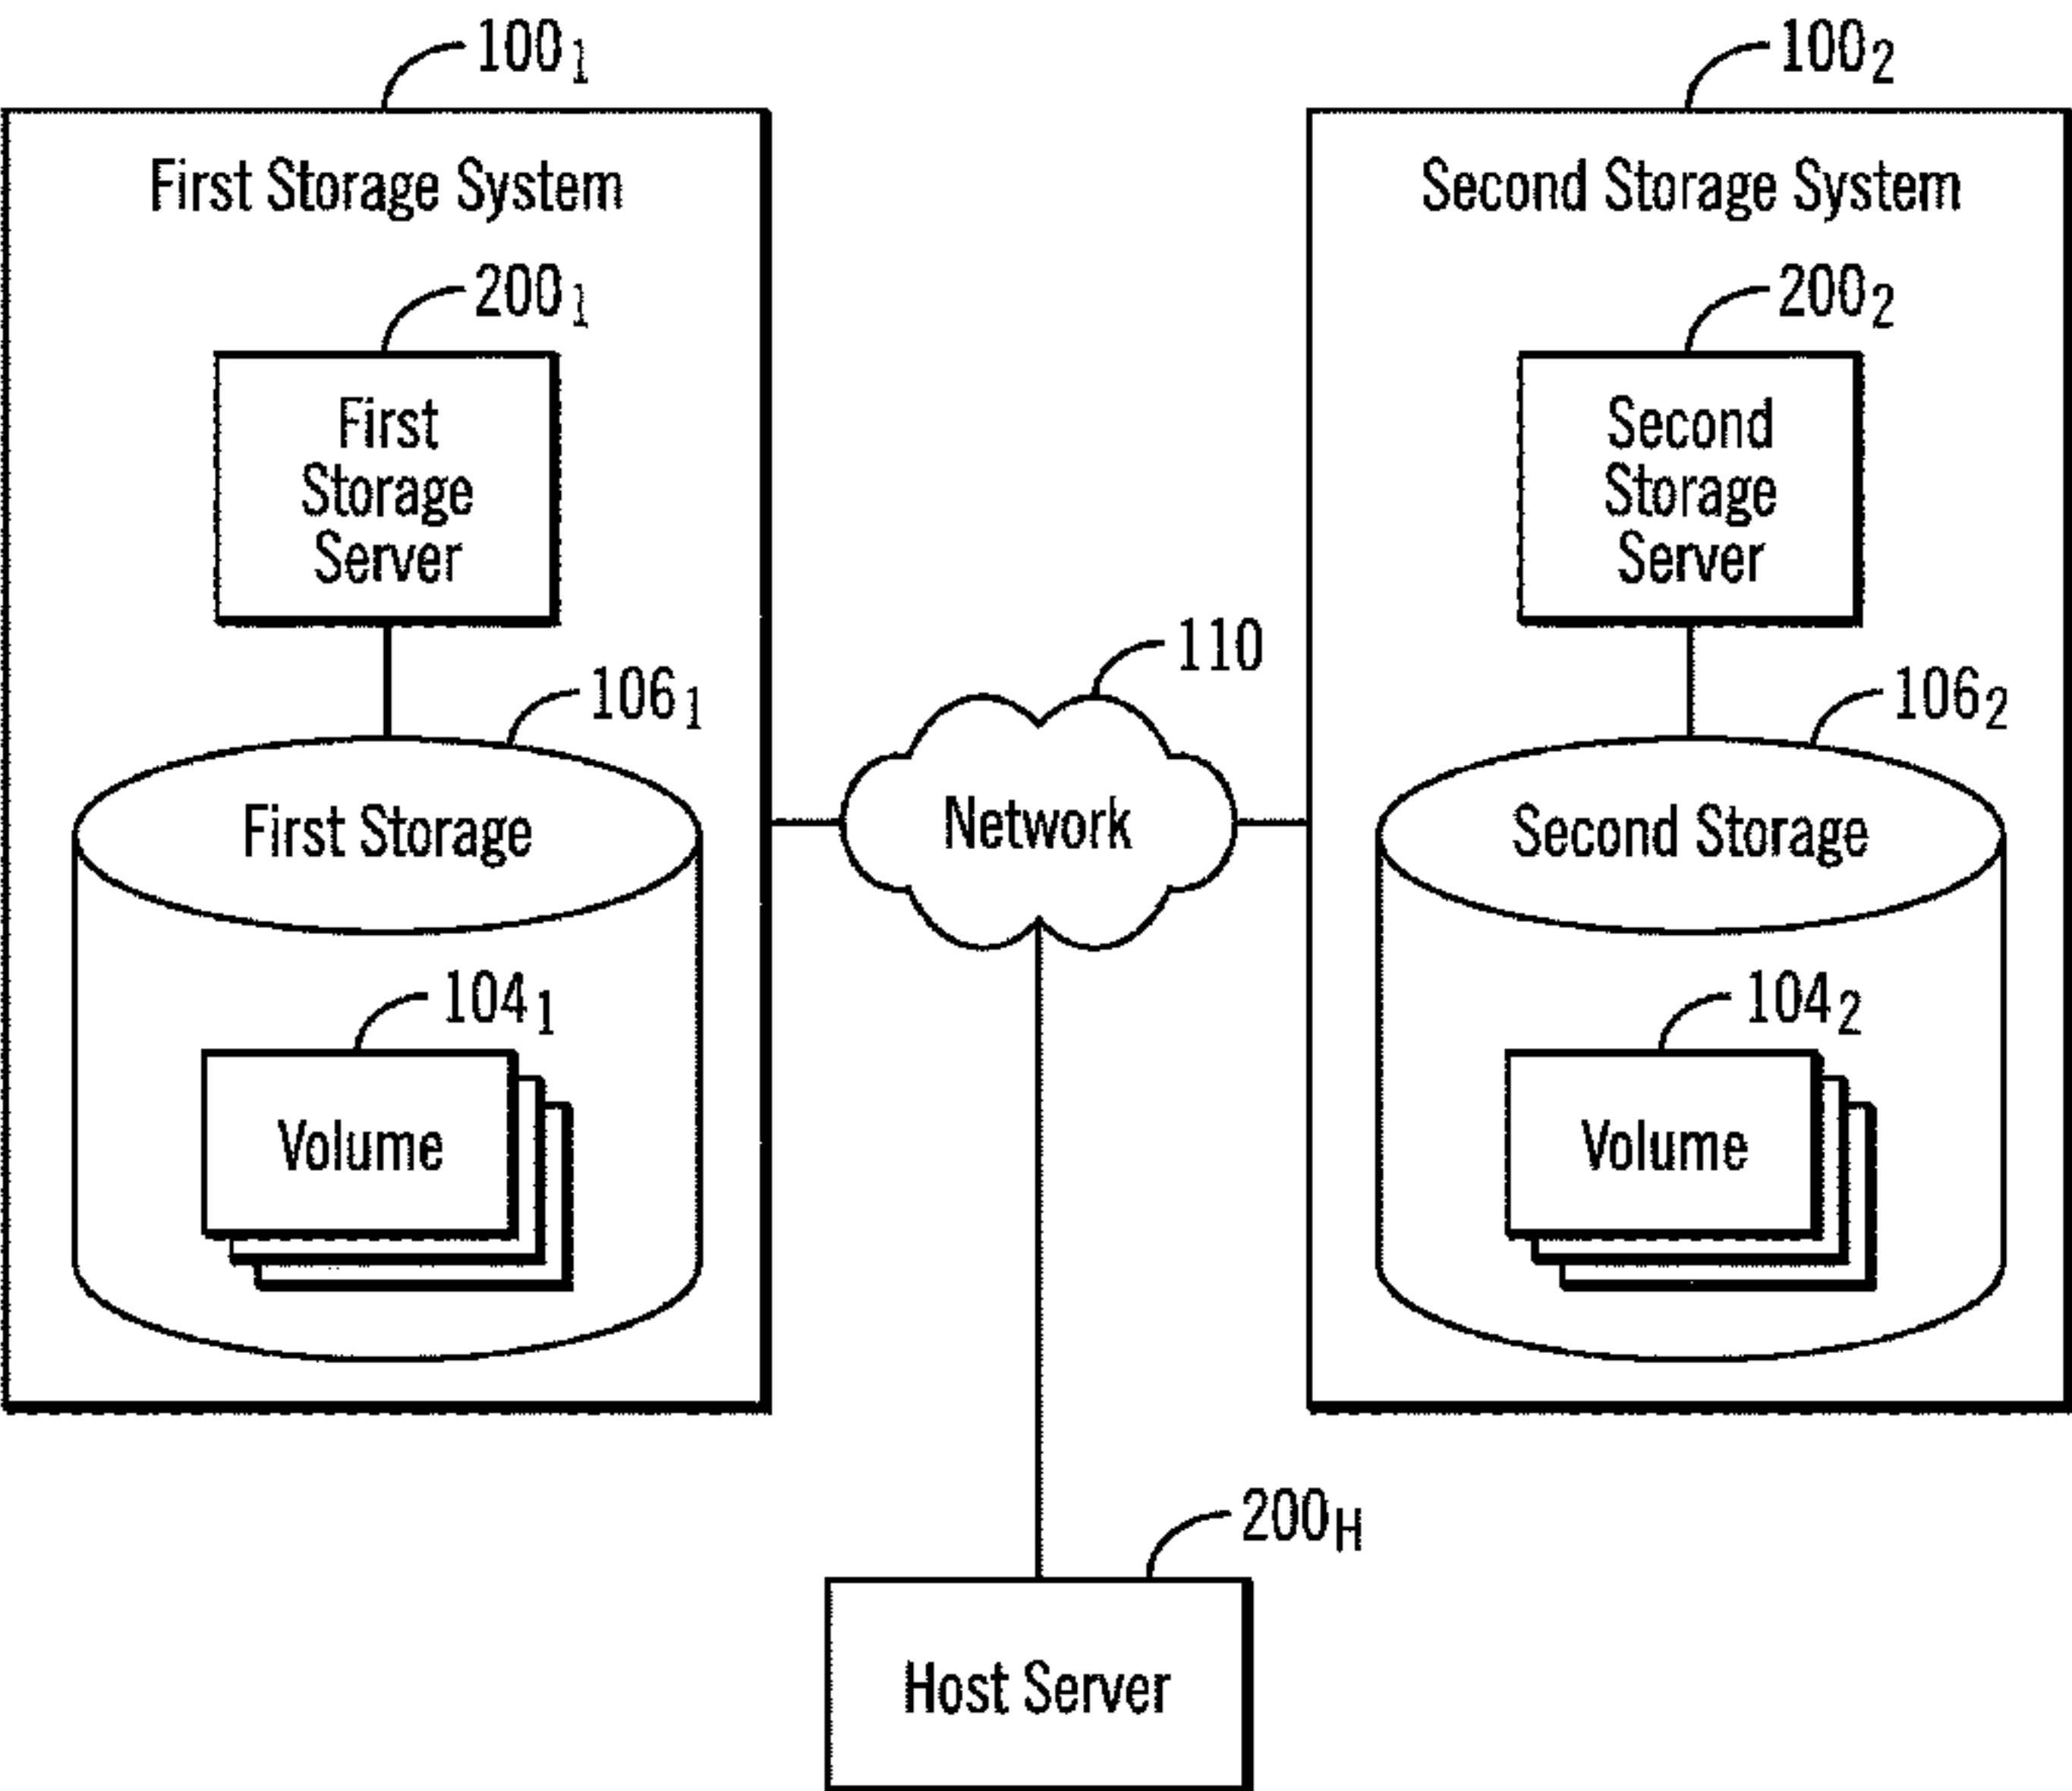 100₁
First Storage System
200₁
First
Storage
Server
106₁
First Storage
104₁
Volume
110
Network
100₂
Second Storage System
200₂
Second
Storage
Server
106₂
Second Storage
104₂
Volume
200H
Host Server